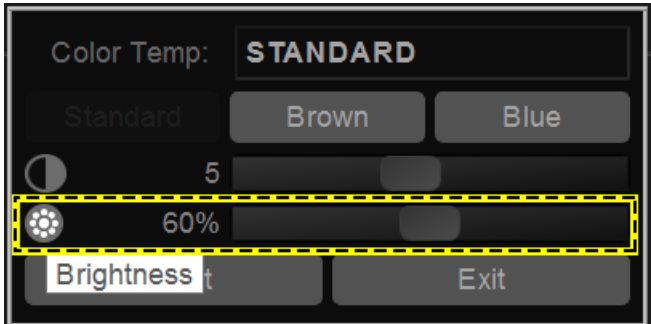 Color Temp: STANDARD
Standard Brown Blue
5
60%
Brightness t Exit